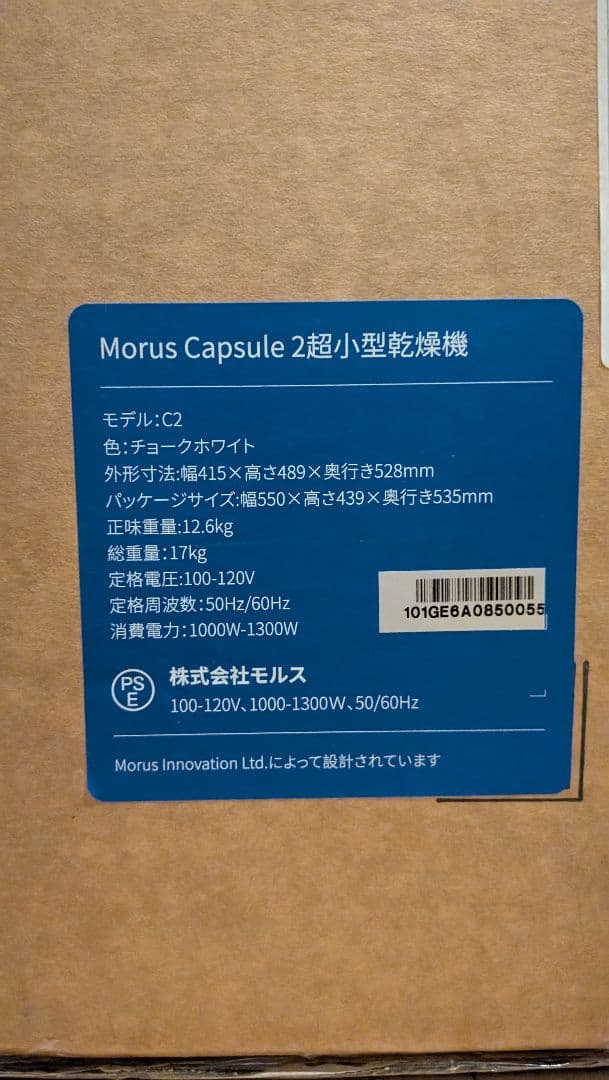 Morus Capsule 2超小型乾燥機
モデル:C2
色:チョークホワイト
外形寸法:幅415×高さ489×奥行き528mm
パッケージサイズ:幅550×高さ439×奥行き535mm
正味重量:12.6kg
総重量:17kg
定格電圧:100-120V
定格周波数:50Hz/60Hz
消費電力:1000W-1300W
101GE6A0850055
PS
E
株式会社モルス
100-120V、1000-1300W、50/60Hz
Morus Innovation Ltd.によって設計されています